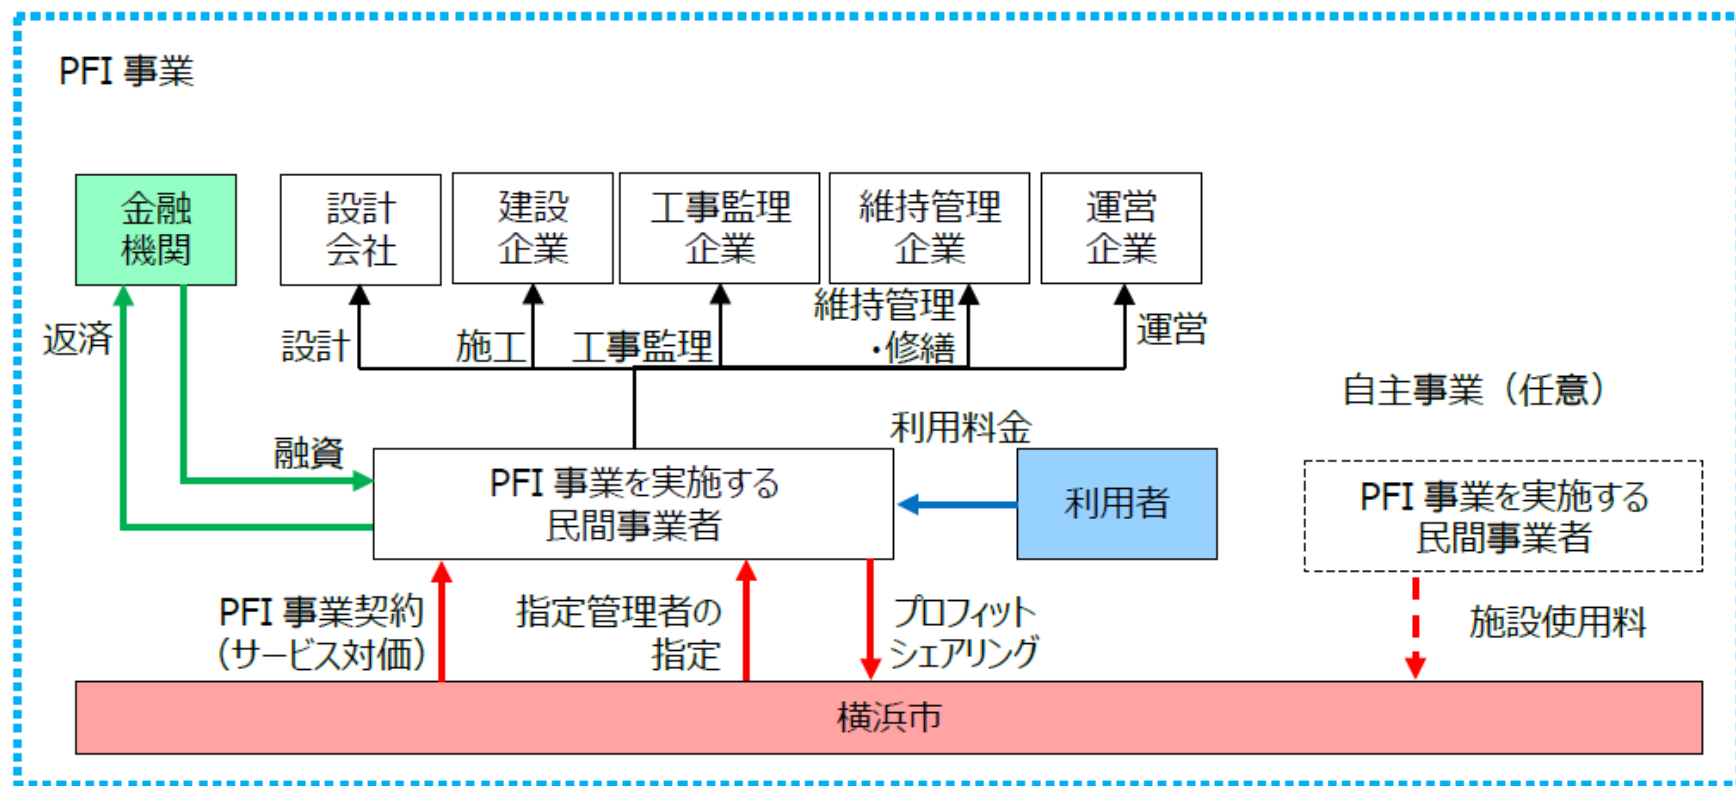 PFI 事業
金融
機関
設計
会社
建設
企業
工事監理
企業
維持管理
企業
運営
企業
返済
設計
施工
工事監理
維持管理
・修繕
運営
自主事業（任意）
融資
利用料金
PFI 事業を実施する
民間事業者
利用者
PFI 事業を実施する
民間事業者
PFI 事業契約
（サービス対価）
指定管理者の
指定
プロフィット
シェアリング
施設使用料
横浜市